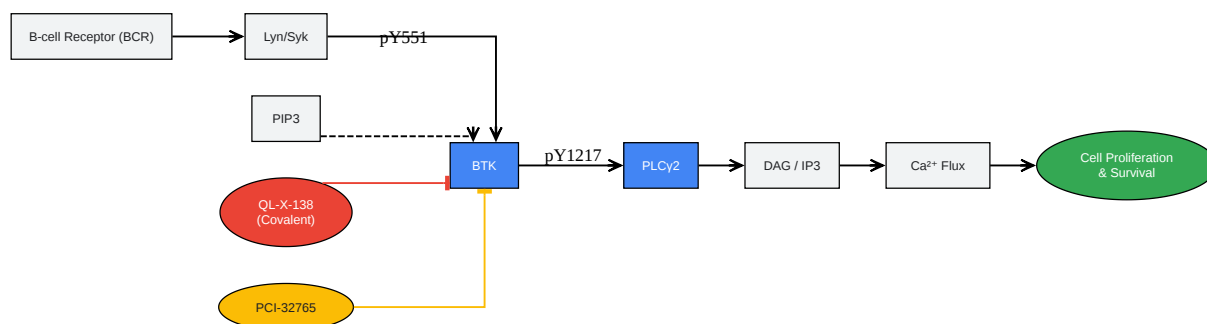 B-cell Receptor (BCR)
Lyn/Syk
pY551
PIP3
BTK
pY1217
PLCγ2
DAG / IP3
Ca²⁺ Flux
Cell Proliferation
& Survival
QL-X-138
(Covalent)
PCI-32765